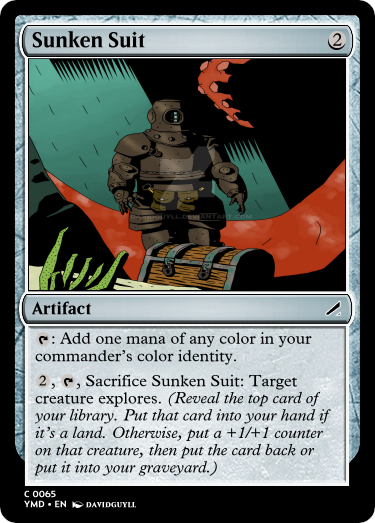 Sunken Suit 2
DAVIDGUYLL.DEVIANTART.COM
Artifact
: Add one mana of any color in your
commander's color identity.
2, , Sacrifice Sunken Suit: Target
creature explores. (Reveal the top card of
your library. Put that card into your hand if
it's a land. Otherwise, put a +1/+1 counter
on that creature, then put the card back or
put it into your graveyard.)
C 0065
YMD • EN DAVIDGUYLL